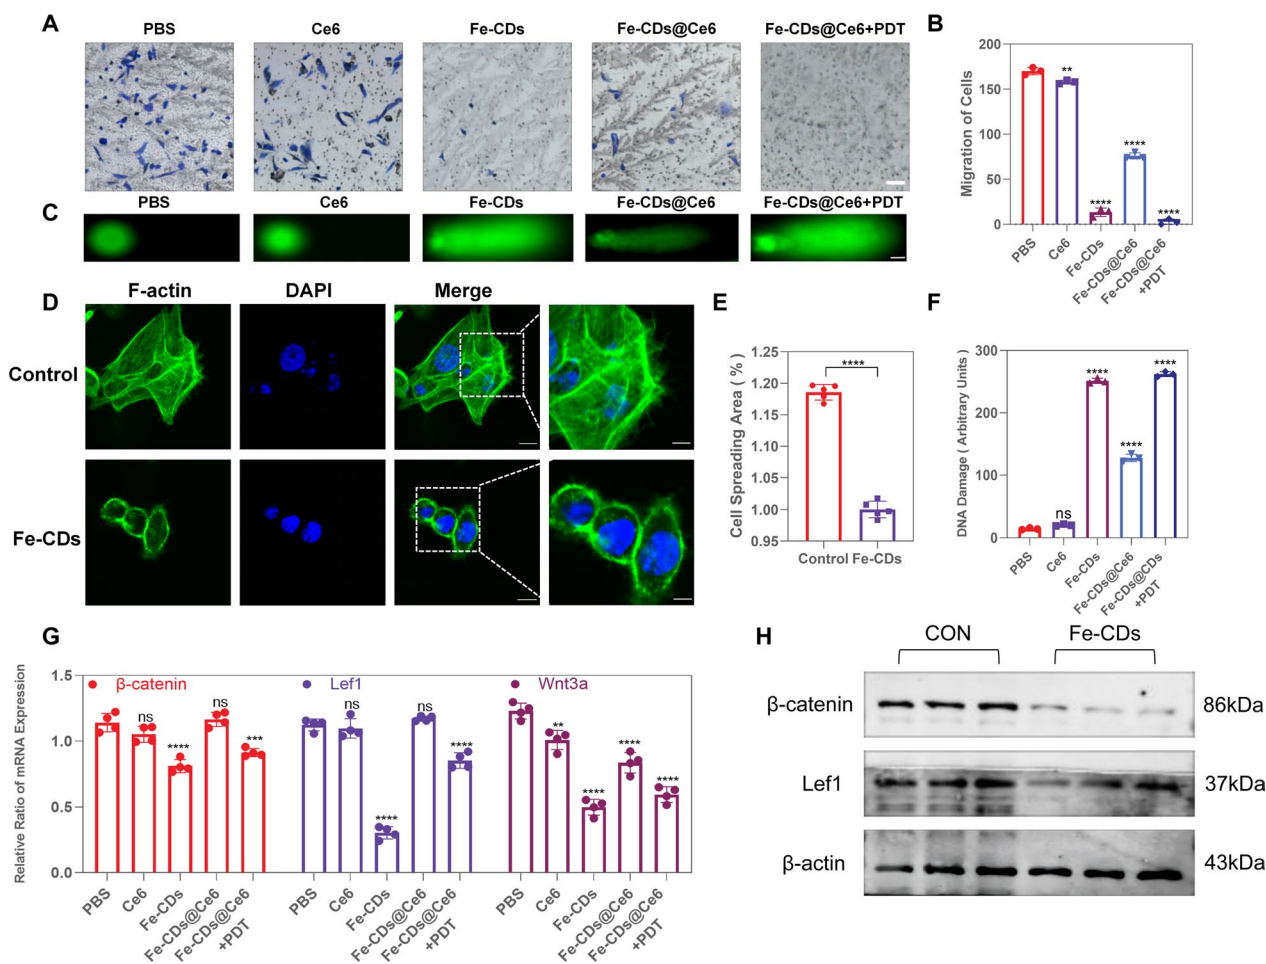 A
PBS
Ce6
Fe-CDs
Fe-CDs@Ce6
Fe-CDs@Ce6+PDT
B
Migration of Cells
200
150
100
50
0
**
****
****
****
PBS
Ce6
Fe-CDs
Fe-CDs@Ce6
Fe-CDs@Ce6
+PDT
C
PBS
Ce6
Fe-CDs
Fe-CDs@Ce6
Fe-CDs@Ce6+PDT
D
F-actin
DAPI
Merge
Control
Fe-CDs
E
Cell Spreading Area ( % )
1.25
1.20
1.15
1.10
1.05
1.00
0.95
****
Control Fe-CDs
F
DNA Damage ( Arbitrary Units )
300
200
100
0
ns
****
****
****
PBS
Ce6
Fe-CDs
Fe-CDs@Ce6
Fe-CDs@CDs
+PDT
G
Relative Ratio of mRNA Expression
1.5
1.0
0.5
0.0
β-catenin
ns
****
ns
***
Lef1
ns
****
ns
****
Wnt3a
**
****
****
****
PBS
Ce6
Fe-CDs
Fe-CDs@Ce6
Fe-CDs@Ce6
+PDT
PBS
Ce6
Fe-CDs
Fe-CDs@Ce6
Fe-CDs@Ce6
+PDT
PBS
Ce6
Fe-CDs
Fe-CDs@Ce6
Fe-CDs@Ce6
+PDT
H
CON
Fe-CDs
β-catenin
86kDa
Lef1
37kDa
β-actin
43kDa